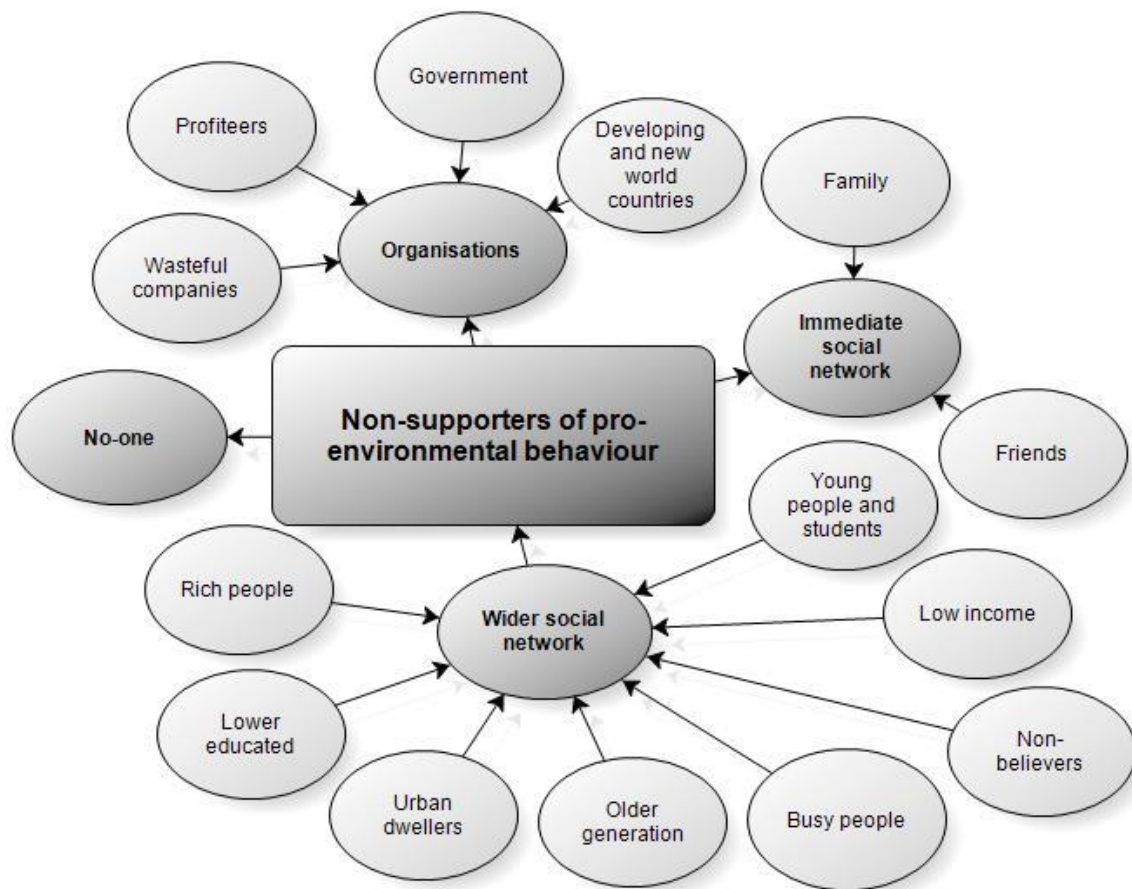 Government
Profiteers
Developing
and new
world
countries
Family
Organisations
Wasteful
companies
Immediate
social
network
Non-supporters of pro-
environmental behaviour
No-one
Friends
Young
people and
students
Rich people
Wider social
network
Low income
Lower
educated
Non-
believers
Urban
dwellers
Older
generation
Busy people